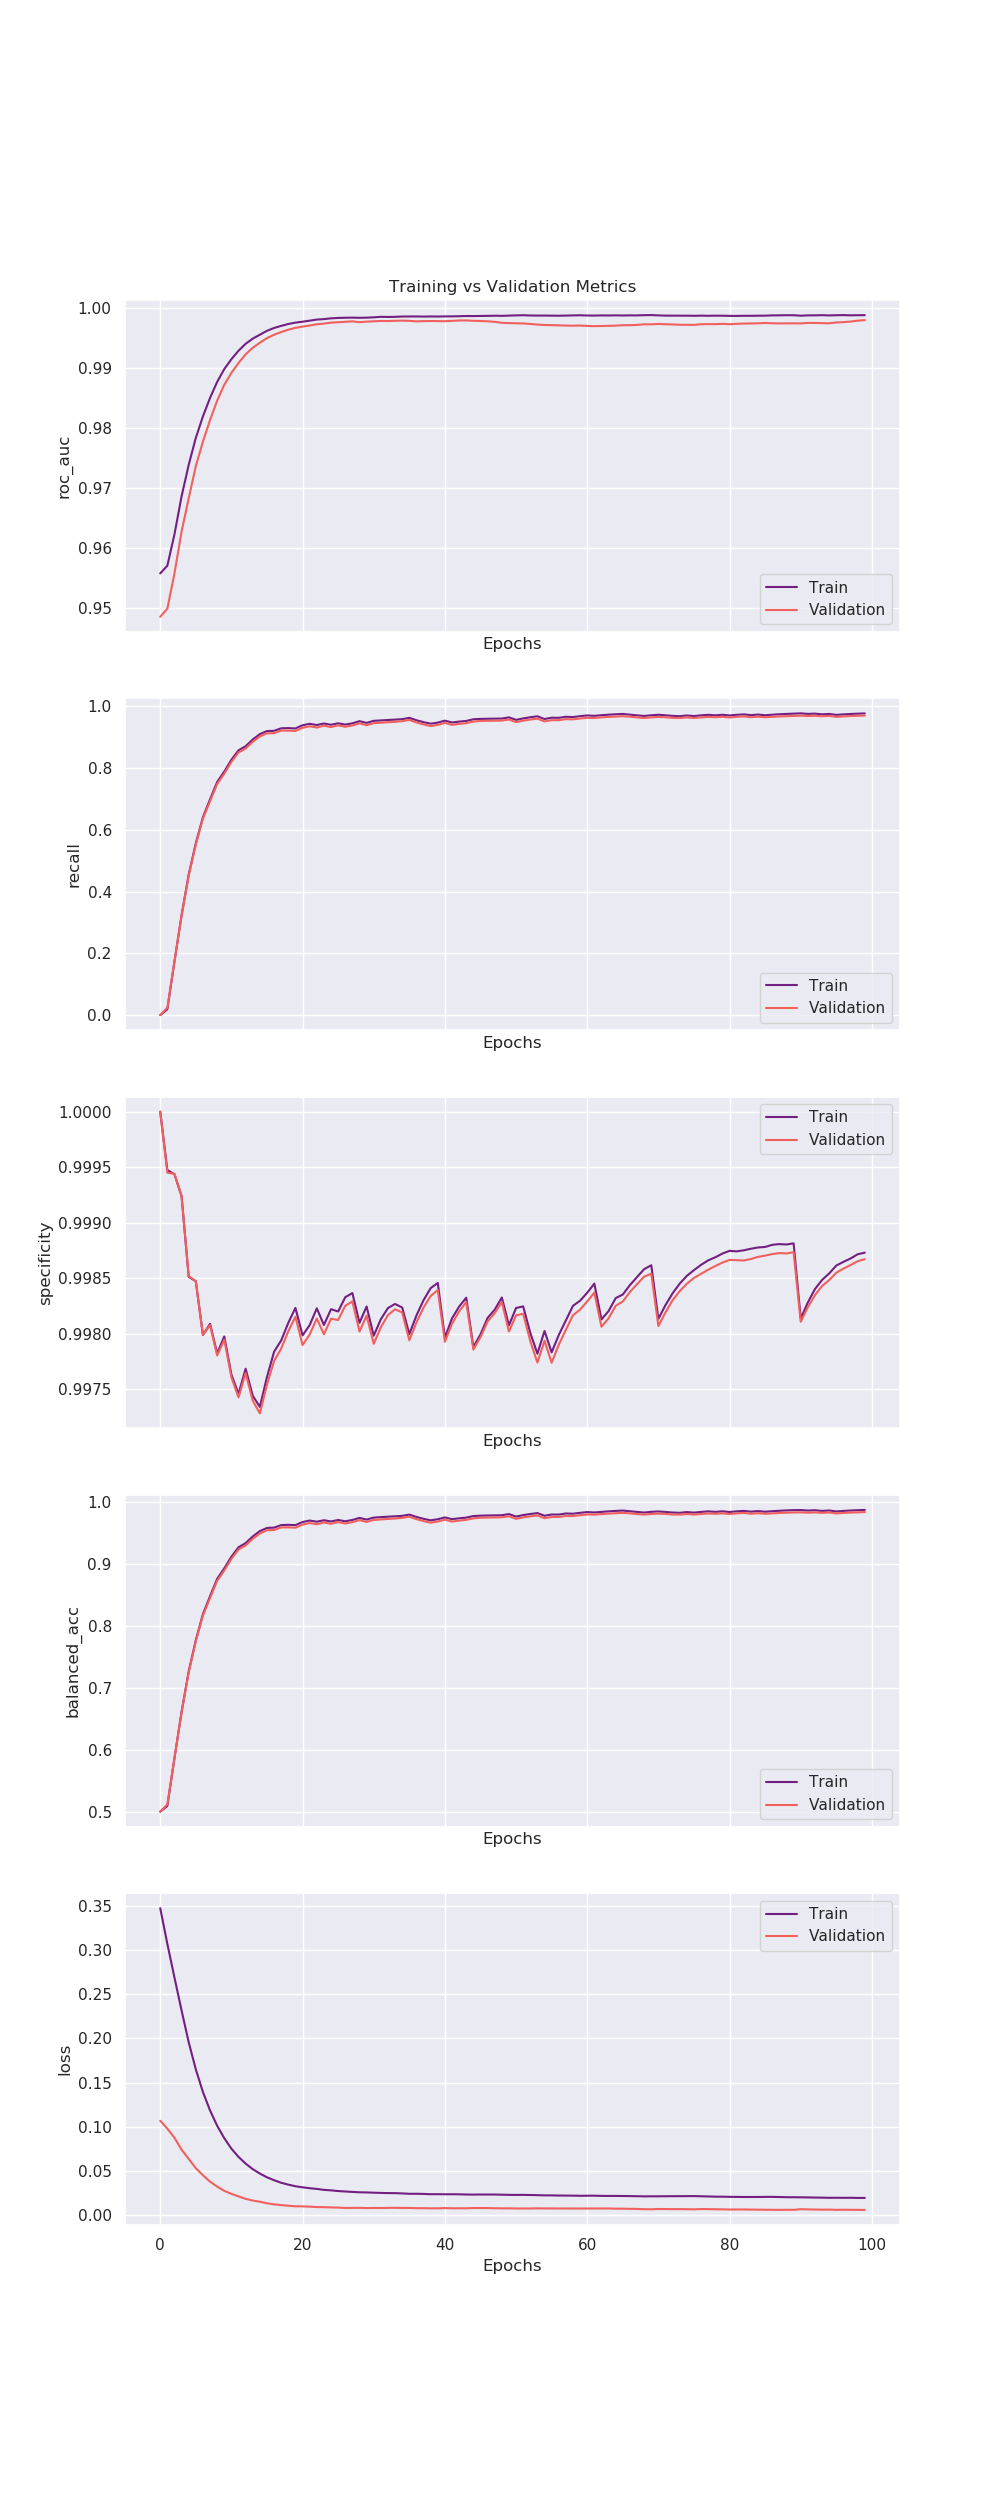 Training vs Validation Metrics
1.00
0.99
0.98
0.97
0.96
0.95
roc_auc
Train
Validation
Epochs
1.0
0.8
0.6
0.4
0.2
0.0
recall
Train
Validation
Epochs
1.0000
0.9995
0.9990
0.9985
0.9980
0.9975
specificity
Train
Validation
Epochs
1.0
0.9
0.8
0.7
0.6
0.5
balanced_acc
Train
Validation
Epochs
0.35
0.30
0.25
0.20
0.15
0.10
0.05
0.00
loss
Train
Validation
0 20 40 60 80 100
Epochs